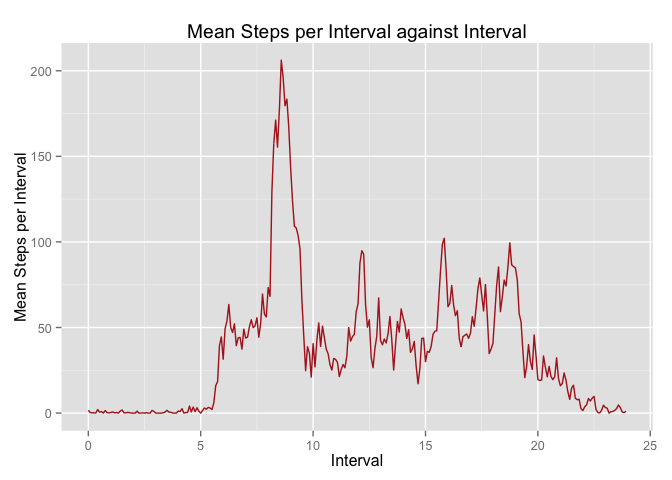 Mean Steps per Interval against Interval
Mean Steps per Interval
200
150
100
50
0
0 5 10 15 20 25
Interval